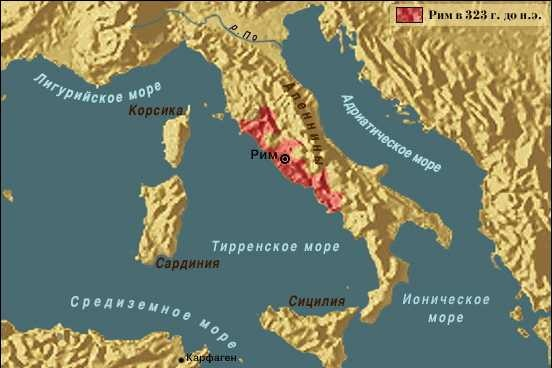 Рим в 323 г. до н.э.
р. По
Лигурийское море
Корсика
Апеннины
Адриатическое море
Рим
Тирренское море
Сардиния
Сицилия
Ионическое
море
Средиземное море
Карфаген